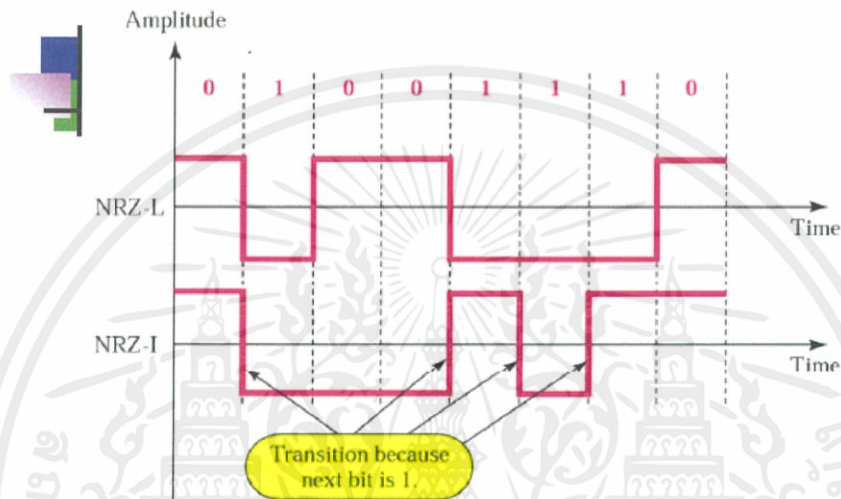 Amplitude
0 1 0 0 1 1 1 0
NRZ-L
Time
NRZ-I
Time
Transition because
next bit is 1.